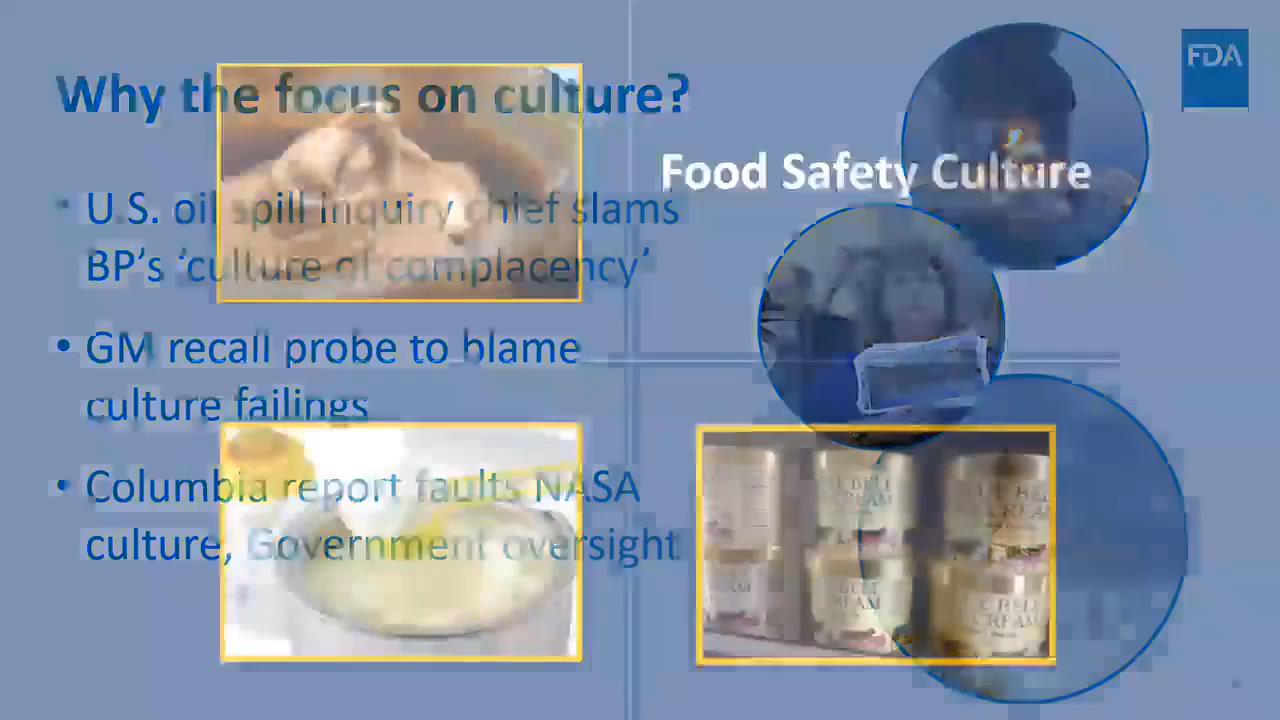 FDA
Why the focus on culture?
Food Safety Culture
• U.S. oil spill inquiry chief slams
BP's 'culture of complacency'
• GM recall probe to blame
culture failings
• Columbia report faults NASA
culture, Government oversight